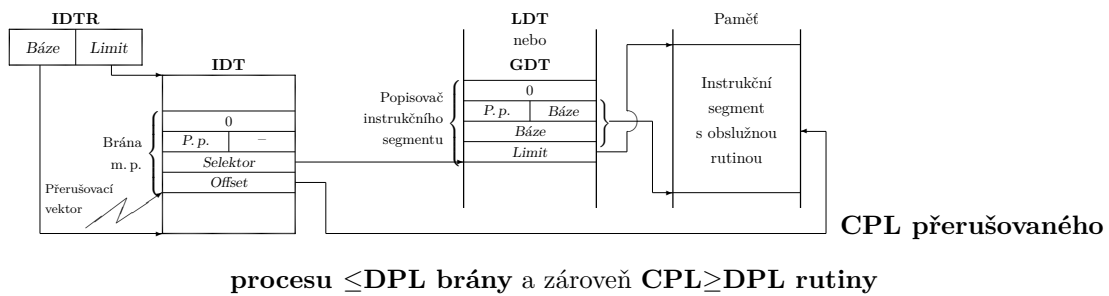 IDTR
Báze Limit
IDT
0
P. p. –
Selektor
Offset
Brána
m. p.
Přerušovací
vektor
LDT
nebo
GDT
0
P. p. Báze
Báze
Limit
Popisovač
instrukčního
segmentu
Paměť
Instrukční
segment
s obslužnou
rutinou
CPL přerušovaného
procesu ≤DPL brány a zároveň CPL≥DPL rutiny